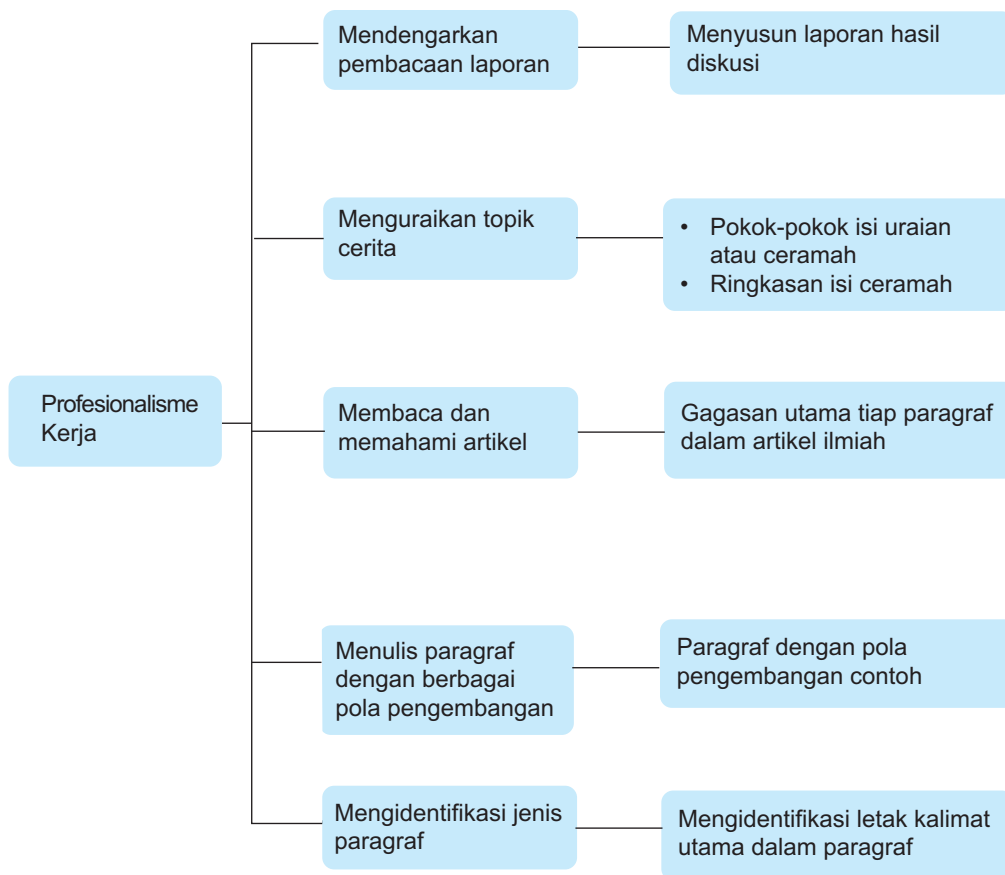 Mendengarkan
pembacaan laporan
Menyusun laporan hasil
diskusi
Menguraikan topik
cerita
• Pokok-pokok isi uraian
atau ceramah
• Ringkasan isi ceramah
Profesionalisme
Kerja
Membaca dan
memahami artikel
Gagasan utama tiap paragraf
dalam artikel ilmiah
Menulis paragraf
dengan berbagai
pola pengembangan
Paragraf dengan pola
pengembangan contoh
Mengidentifikasi jenis
paragraf
Mengidentifikasi letak kalimat
utama dalam paragraf